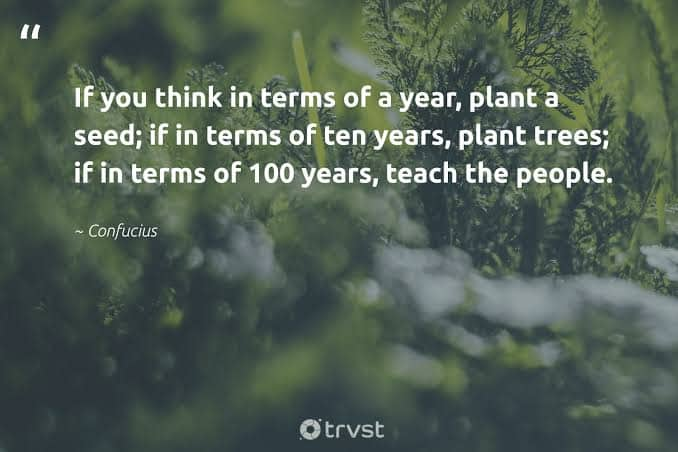 “
If you think in terms of a year, plant a
seed; if in terms of ten years, plant trees;
if in terms of 100 years, teach the people.
~ Confucius
trvst